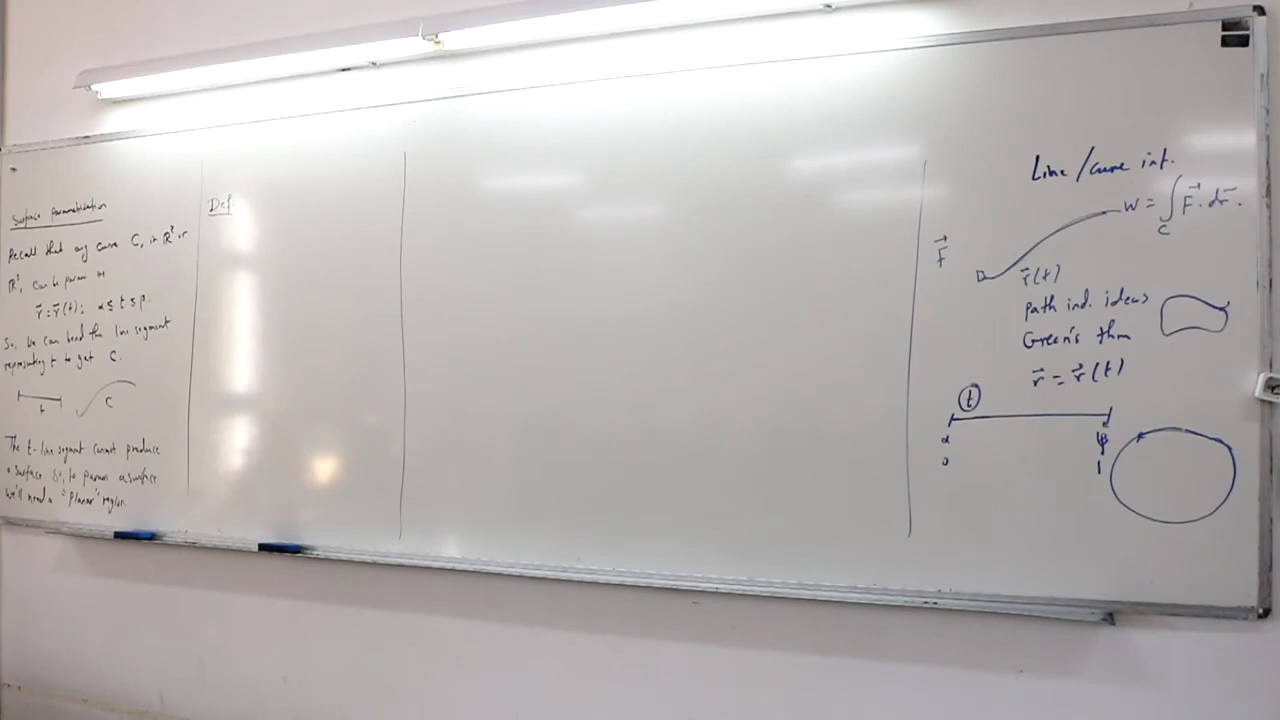 Surface Parametrisation
Recall that any curve C, in ℝ² or
ℝ³, can be param as
r⃗ = r⃗(t); α ≤ t ≤ β.
So, we can bend the line segment
representing t to get C.
t C
The t-line segment cannot produce
a surface. So, to param a surface
we'll need a "planar" region
Def
Line/curve int.
W = ∫_C F⃗ . dr⃗ .
F⃗
r⃗(t)
path ind. ideas
Green's thm
r⃗ = r⃗(t)
t
α β
0 1